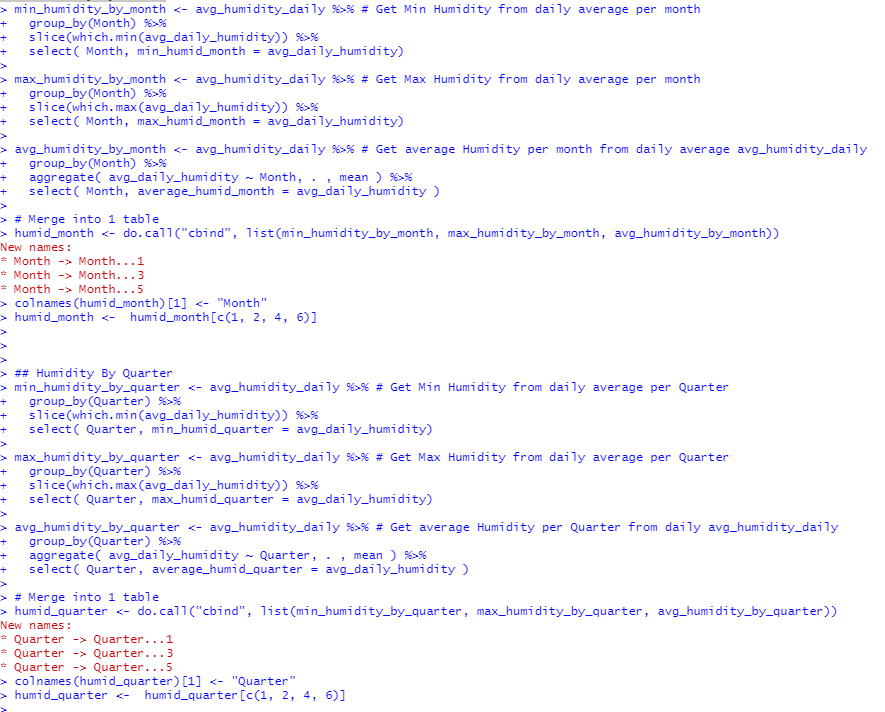 > min_humidity_by_month <- avg_humidity_daily %>% # Get Min Humidity from daily average per month
+   group_by(Month) %>%
+   slice(which.min(avg_daily_humidity)) %>%
+   select( Month, min_humid_month = avg_daily_humidity)
>
> max_humidity_by_month <- avg_humidity_daily %>% # Get Max Humidity from daily average per month
+   group_by(Month) %>%
+   slice(which.max(avg_daily_humidity)) %>%
+   select( Month, max_humid_month = avg_daily_humidity)
>
> avg_humidity_by_month <- avg_humidity_daily %>% # Get average Humidity per month from daily average avg_humidity_daily
+   group_by(Month) %>%
+   aggregate( avg_daily_humidity ~ Month, . , mean ) %>%
+   select( Month, average_humid_month = avg_daily_humidity )
>
> # Merge into 1 table
> humid_month <- do.call("cbind", list(min_humidity_by_month, max_humidity_by_month, avg_humidity_by_month))
New names:
* Month -> Month...1
* Month -> Month...3
* Month -> Month...5
> colnames(humid_month)[1] <- "Month"
> humid_month <-  humid_month[c(1, 2, 4, 6)]
>
>
>
> ## Humidity By Quarter
> min_humidity_by_quarter <- avg_humidity_daily %>% # Get Min Humidity from daily average per Quarter
+   group_by(Quarter) %>%
+   slice(which.min(avg_daily_humidity)) %>%
+   select( Quarter, min_humid_quarter = avg_daily_humidity)
>
> max_humidity_by_quarter <- avg_humidity_daily %>% # Get Max Humidity from daily average per Quarter
+   group_by(Quarter) %>%
+   slice(which.max(avg_daily_humidity)) %>%
+   select( Quarter, max_humid_quarter = avg_daily_humidity)
>
> avg_humidity_by_quarter <- avg_humidity_daily %>% # Get average Humidity per Quarter from daily avg_humidity_daily
+   group_by(Quarter) %>%
+   aggregate( avg_daily_humidity ~ Quarter, . , mean ) %>%
+   select( Quarter, average_humid_quarter = avg_daily_humidity )
>
> # Merge into 1 table
> humid_quarter <- do.call("cbind", list(min_humidity_by_quarter, max_humidity_by_quarter, avg_humidity_by_quarter))
New names:
* Quarter -> Quarter...1
* Quarter -> Quarter...3
* Quarter -> Quarter...5
> colnames(humid_quarter)[1] <- "Quarter"
> humid_quarter <-  humid_quarter[c(1, 2, 4, 6)]
>